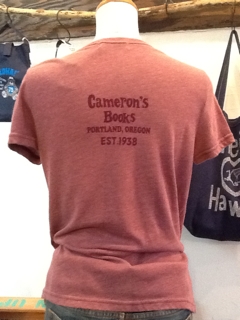 Cameron's
Books
PORTLAND, OREGON
EST. 1938